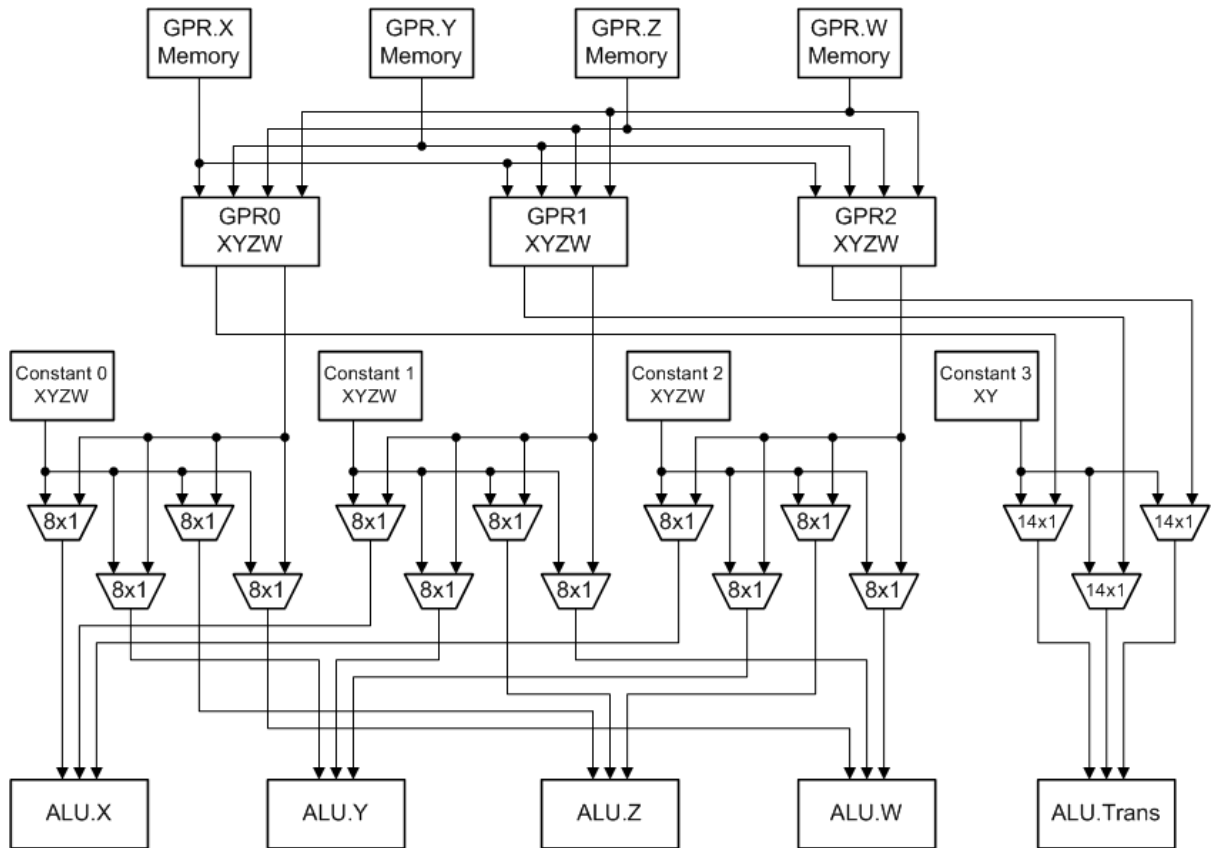 GPR.X
Memory
GPR.Y
Memory
GPR.Z
Memory
GPR.W
Memory
GPR0
XYZW
GPR1
XYZW
GPR2
XYZW
Constant 0
XYZW
Constant 1
XYZW
Constant 2
XYZW
Constant 3
XY
8x1
8x1
8x1
8x1
8x1
8x1
14x1
14x1
8x1
8x1
8x1
8x1
8x1
8x1
14x1
ALU.X
ALU.Y
ALU.Z
ALU.W
ALU.Trans